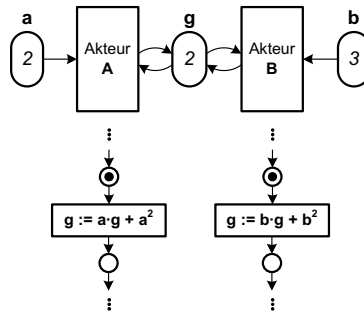 a g b
2 Akteur A 2 Akteur B 3
g := a·g + a² g := b·g + b²